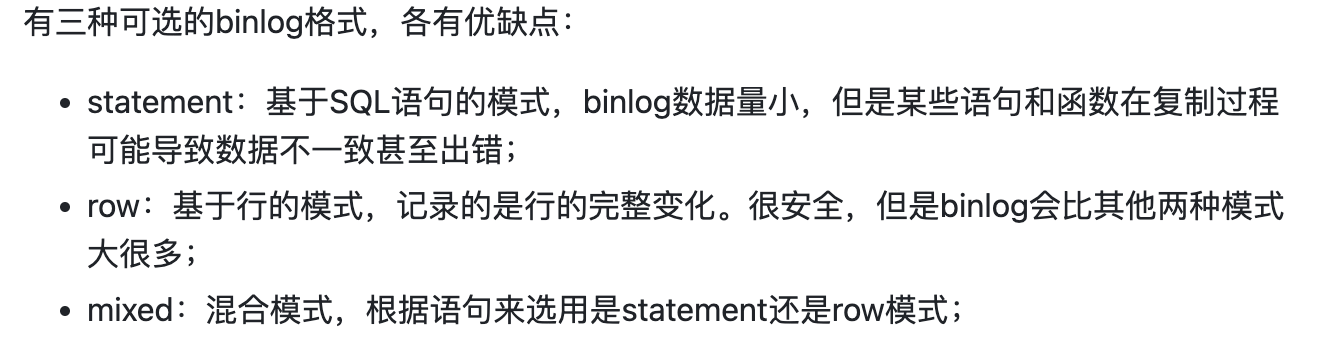 有三种可选的binlog格式，各有优缺点：
• statement：基于SQL语句的模式，binlog数据量小，但是某些语句和函数在复制过程
可能导致数据不一致甚至出错；
• row：基于行的模式，记录的是行的完整变化。很安全，但是binlog会比其他两种模式
大很多；
• mixed：混合模式，根据语句来选用是statement还是row模式；